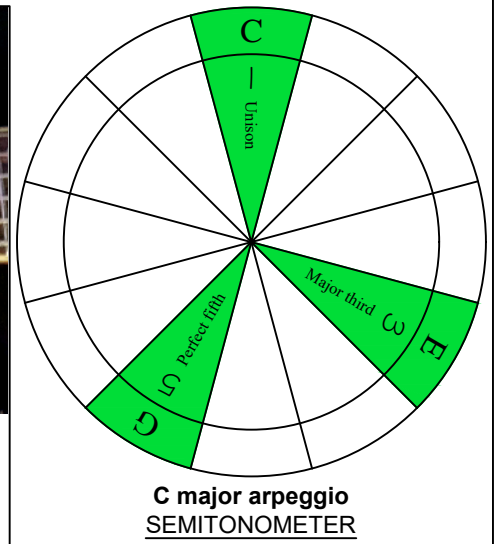 C
1 Unison
Major third 3
E
Perfect fifth 5
G
C major arpeggio
SEMITONOMETER